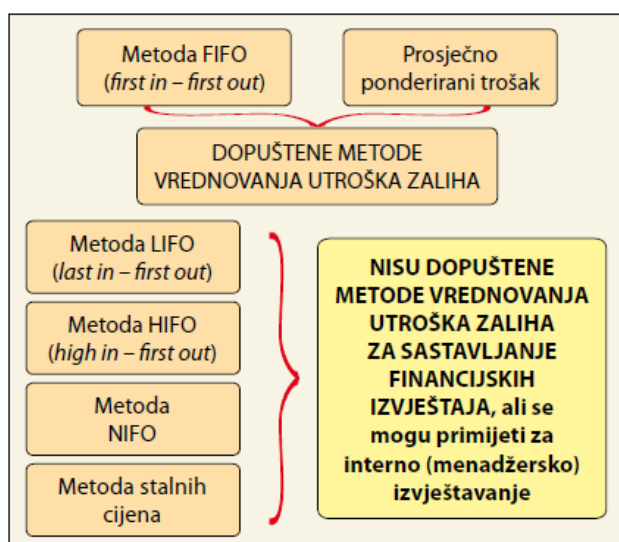 Metoda FIFO
(first in – first out)
Prosječno
ponderirani trošak
DOPUŠTENE METODE
VREDNOVANJA UTROŠKA ZALIHA
Metoda LIFO
(last in – first out)
Metoda HIFO
(high in – first out)
Metoda
NIFO
Metoda stalnih
cijena
NISU DOPUŠTENE
METODE VREDNOVANJA
UTROŠKA ZALIHA
ZA SASTAVLJANJE
FINANCIJSKIH
IZVJEŠTAJA, ali se
mogu primijeti za
interno (menadžersko)
izvještavanje